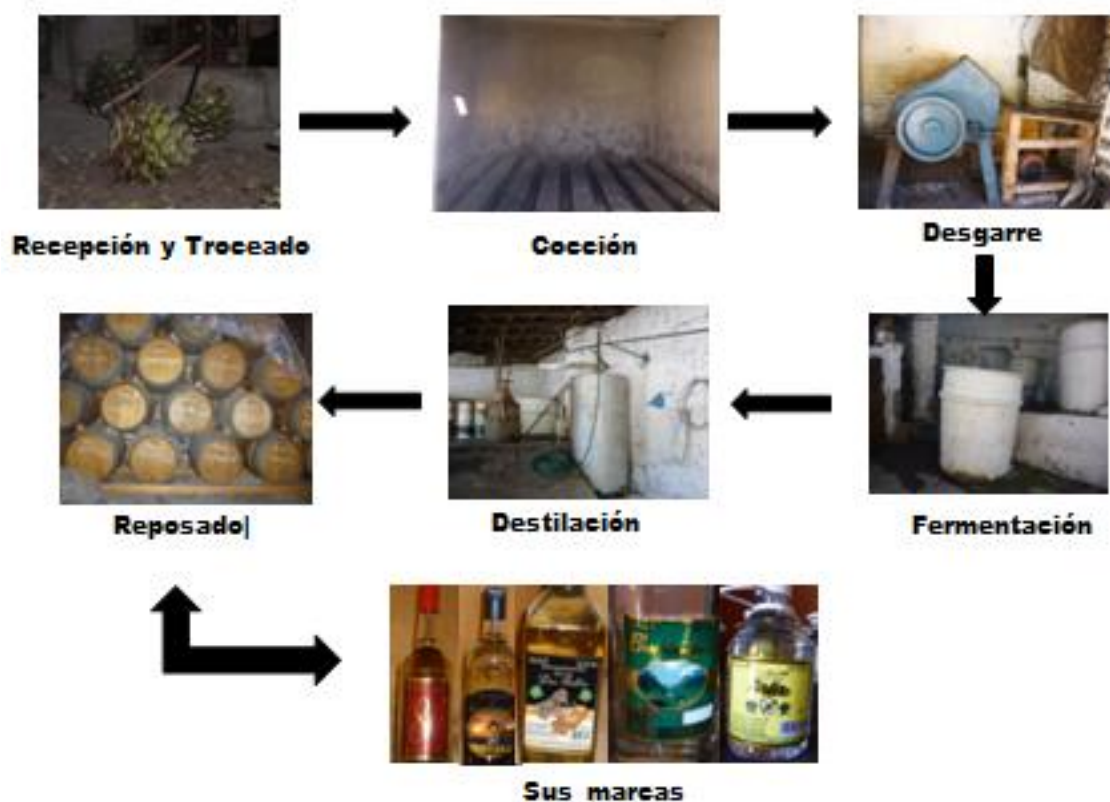 Recepción y Troceado
Cocción
Desgarre
Reposado|
Destilación
Fermentación
Sus marcas